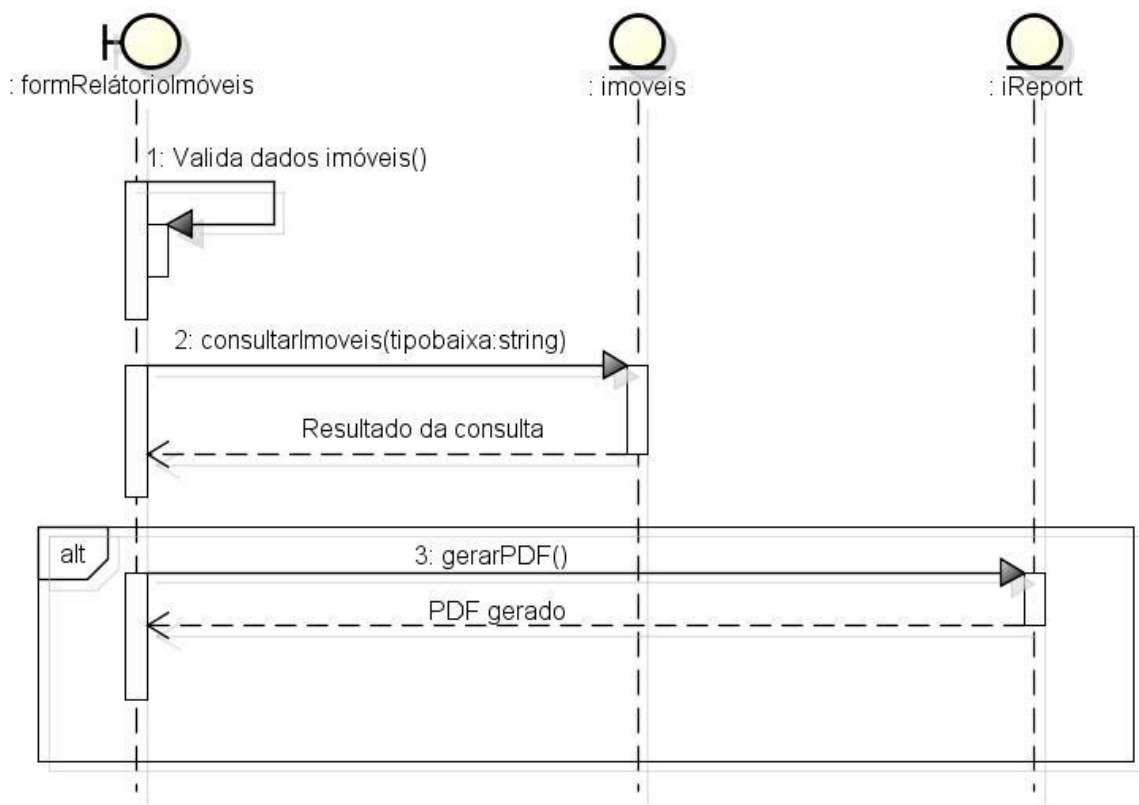 : formRelátorioImóveis
: imoveis
: iReport
1: Valida dados imóveis()
2: consultarImoveis(tipobaixa:string)
Resultado da consulta
alt
3: gerarPDF()
PDF gerado